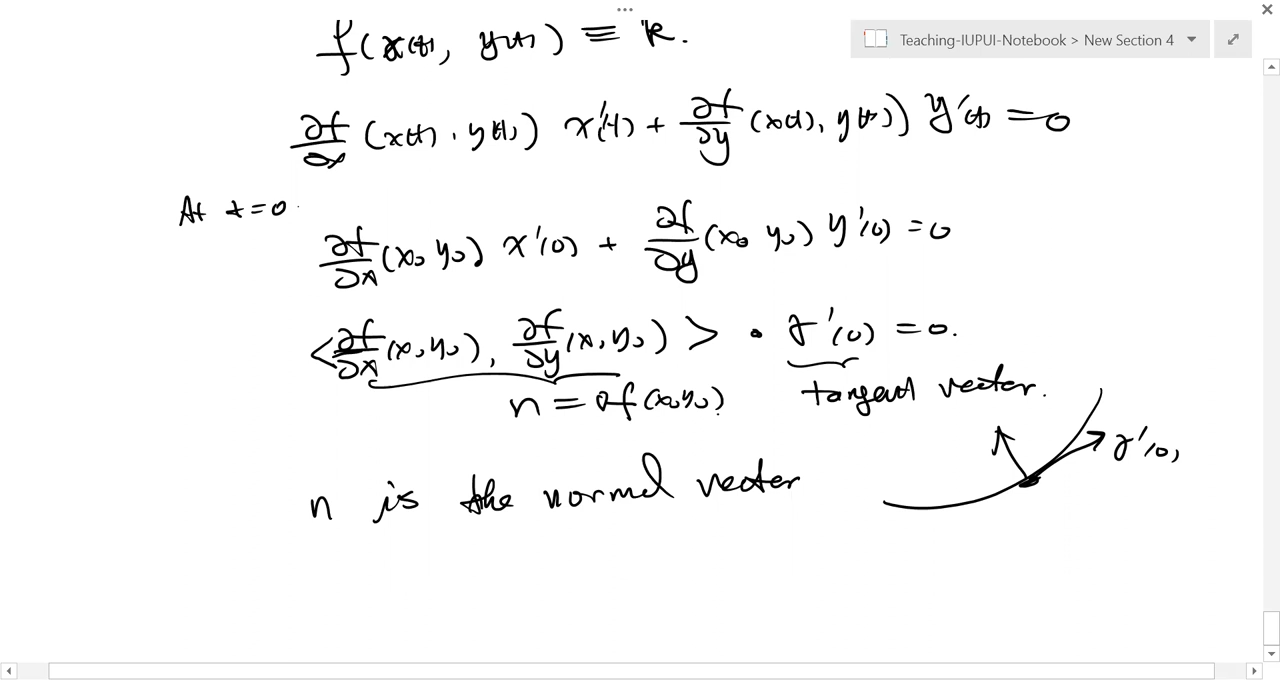 f(x(t), y(t)) ≡ k.
Teaching-IUPUI-Notebook > New Section 4
∂f/∂x (x(t), y(t)) x'(t) + ∂f/∂y (x(t), y(t)) y'(t) = 0
At t=0.
∂f/∂x (x₀ y₀) x'(0) + ∂f/∂y (x₀ y₀) y'(0) = 0
< ∂f/∂x (x₀ y₀), ∂f/∂y (x₀ y₀) > • γ'(0) = 0.
n = ∇f(x₀ y₀) tangent vector.
γ'(0)
n is the normal vector